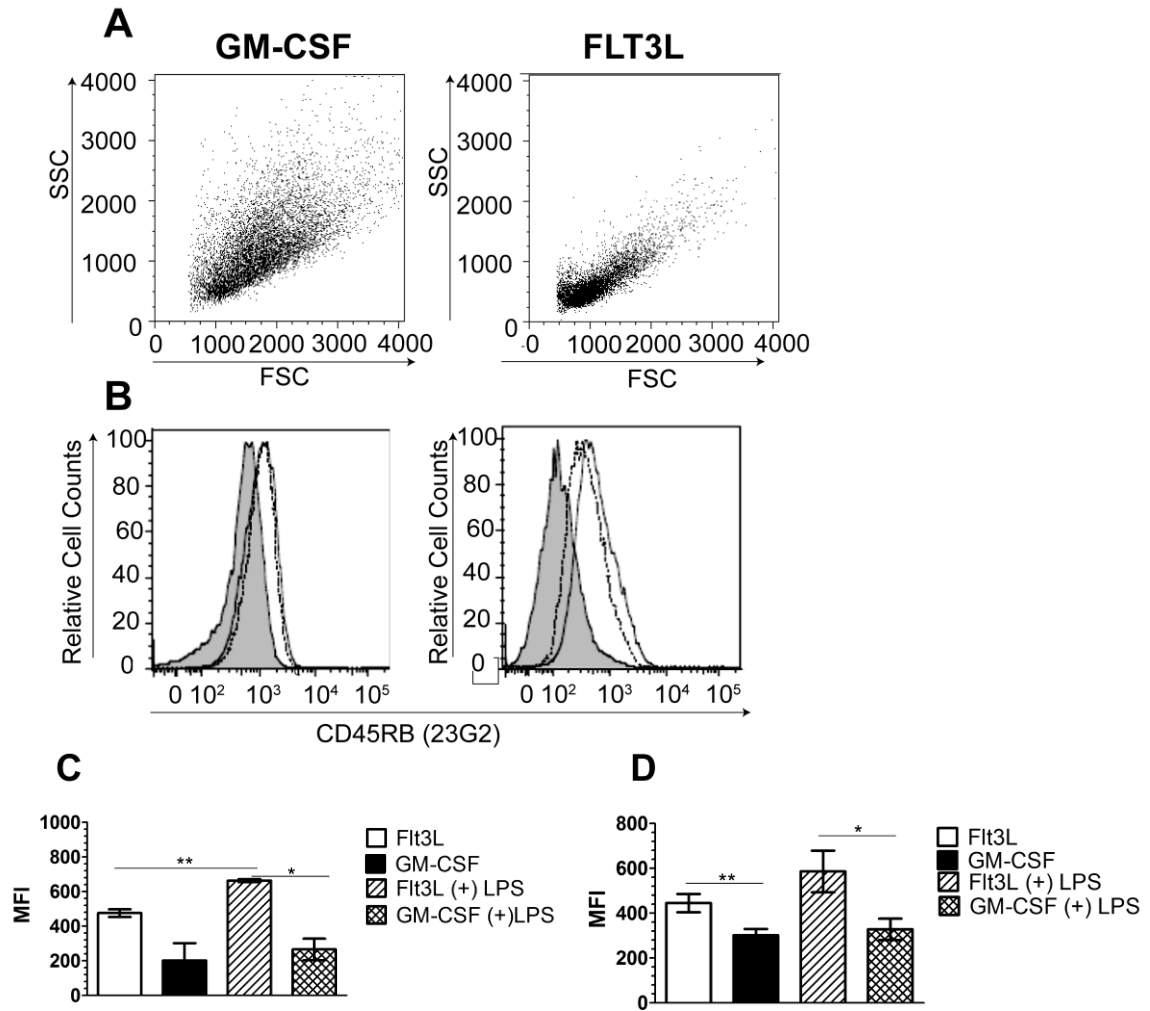 A
GM-CSF
FLT3L
4000
3000
2000
1000
0
SSC
0
1000
2000
3000
4000
FSC
4000
3000
2000
1000
0
SSC
0
1000
2000
3000
4000
FSC
B
100
80
60
40
20
0
Relative Cell Counts
0 10² 10³ 10⁴ 10⁵
100
80
60
40
20
0
Relative Cell Counts
0 10² 10³ 10⁴ 10⁵
CD45RB (23G2)
C
1000
800
600
400
200
0
MFI
**
*
Flt3L
GM-CSF
Flt3L (+) LPS
GM-CSF (+)LPS
D
800
600
400
200
0
MFI
**
*
Flt3L
GM-CSF
Flt3L (+) LPS
GM-CSF (+) LPS